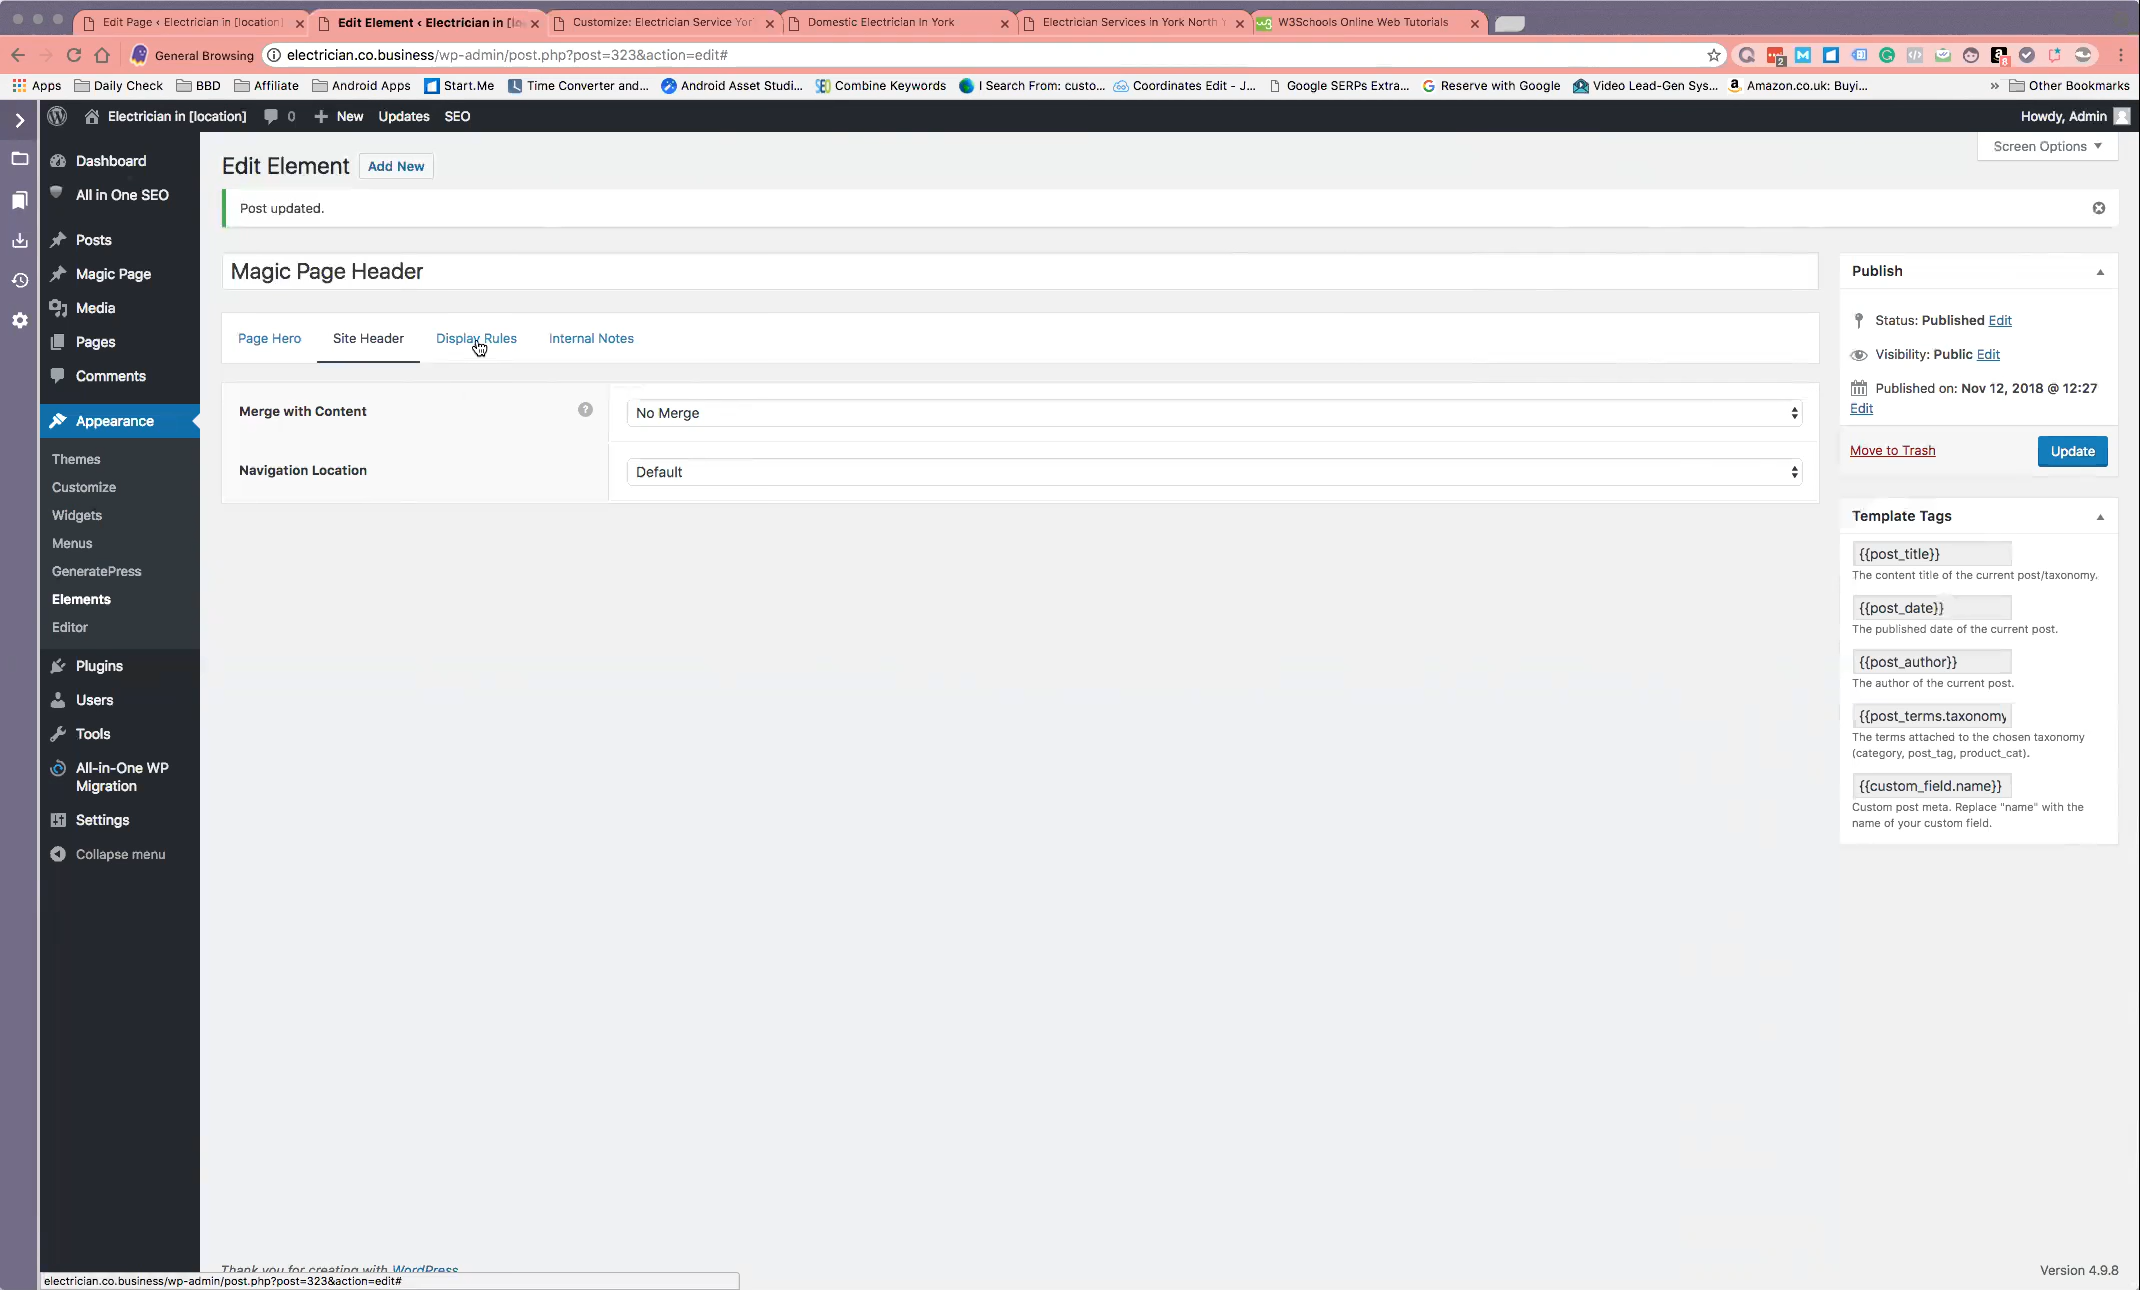 Edit Page ‹ Electrician in [location]
Edit Element ‹ Electrician in [lo
Customize: Electrician Service Yor
Domestic Electrician In York
Electrician Services in York North Y
W3Schools Online Web Tutorials
General Browsing
electrician.co.business/wp-admin/post.php?post=323&action=edit#
Apps
Daily Check
BBD
Affiliate
Android Apps
Start.Me
Time Converter and...
Android Asset Studi...
Combine Keywords
I Search From: custo...
Coordinates Edit - J...
Google SERPs Extra...
Reserve with Google
Video Lead-Gen Sys...
Amazon.co.uk: Buyi...
»
Other Bookmarks
Electrician in [location]
0
New
Updates
SEO
Howdy, Admin
Dashboard
All in One SEO
Posts
Magic Page
Media
Pages
Comments
Appearance
Themes
Customize
Widgets
Menus
GeneratePress
Elements
Editor
Plugins
Users
Tools
All-in-One WP
Migration
Settings
Collapse menu
Screen Options
Edit Element
Add New
Post updated.
Magic Page Header
Page Hero
Site Header
Display Rules
Internal Notes
Merge with Content
No Merge
Navigation Location
Default
Publish
Status: Published Edit
Visibility: Public Edit
Published on: Nov 12, 2018 @ 12:27
Edit
Move to Trash
Update
Template Tags
{{post_title}}
The content title of the current post/taxonomy.
{{post_date}}
The published date of the current post.
{{post_author}}
The author of the current post.
{{post_terms.taxonomy
The terms attached to the chosen taxonomy
(category, post_tag, product_cat).
{{custom_field.name}}
Custom post meta. Replace "name" with the
name of your custom field.
Thank you for creating with WordPress
Version 4.9.8
electrician.co.business/wp-admin/post.php?post=323&action=edit#